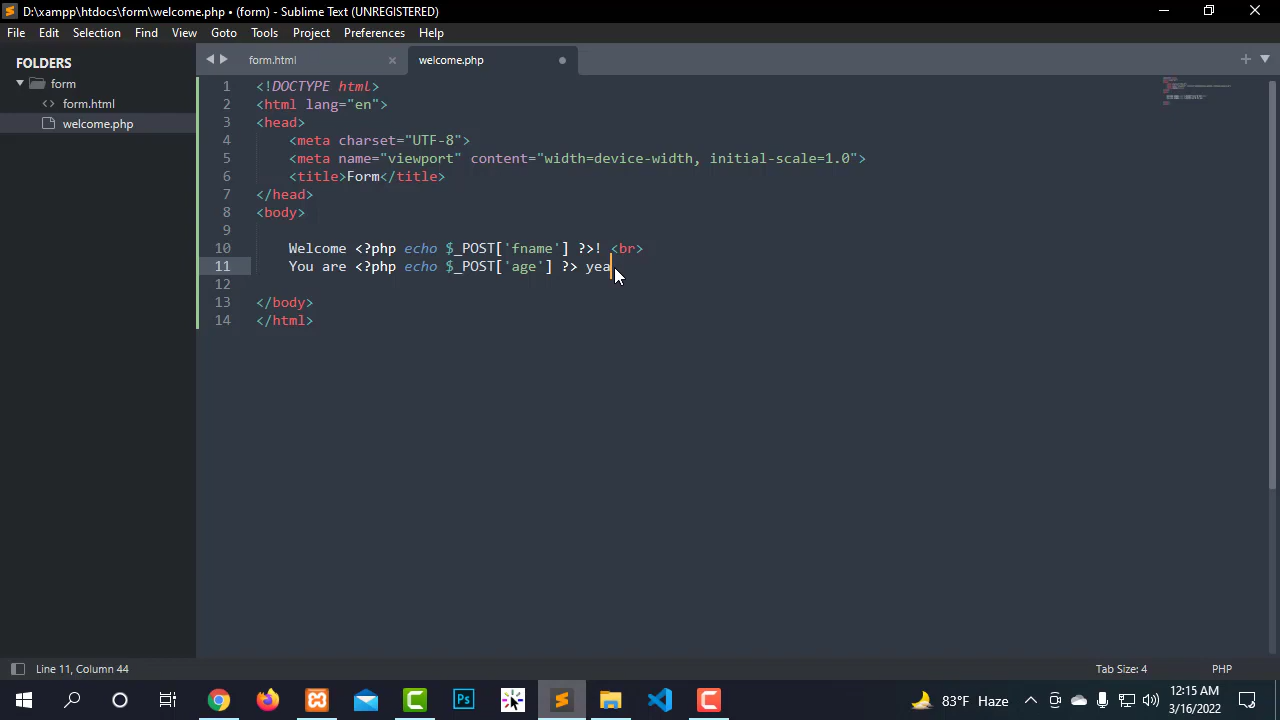 D:\xampp\htdocs\form\welcome.php • (form) - Sublime Text (UNREGISTERED)
File Edit Selection Find View Goto Tools Project Preferences Help
FOLDERS
form
form.html
welcome.php
form.html
welcome.php
1 <!DOCTYPE html>
2 <html lang="en">
3 <head>
4 <meta charset="UTF-8">
5 <meta name="viewport" content="width=device-width, initial-scale=1.0">
6 <title>Form</title>
7 </head>
8 <body>
9
10 Welcome <?php echo $_POST['fname'] ?>! <br>
11 You are <?php echo $_POST['age'] ?> yea
12
13 </body>
14 </html>
Line 11, Column 44
Tab Size: 4
PHP
Ps
83°F Haze
12:15 AM
3/16/2022